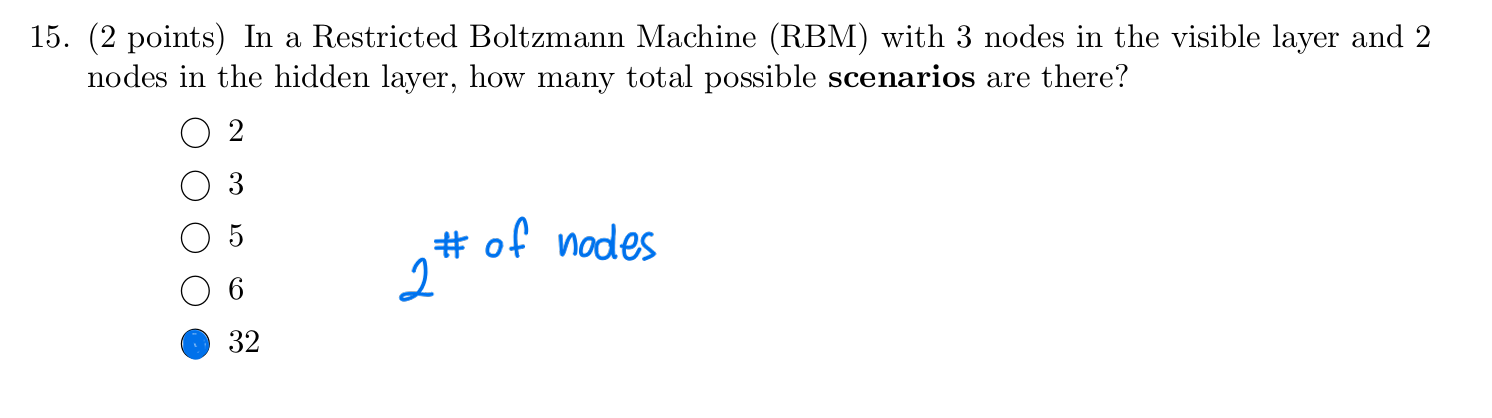 15. (2 points) In a Restricted Boltzmann Machine (RBM) with 3 nodes in the visible layer and 2
nodes in the hidden layer, how many total possible scenarios are there?
2
3
5
6
32
2^# of nodes